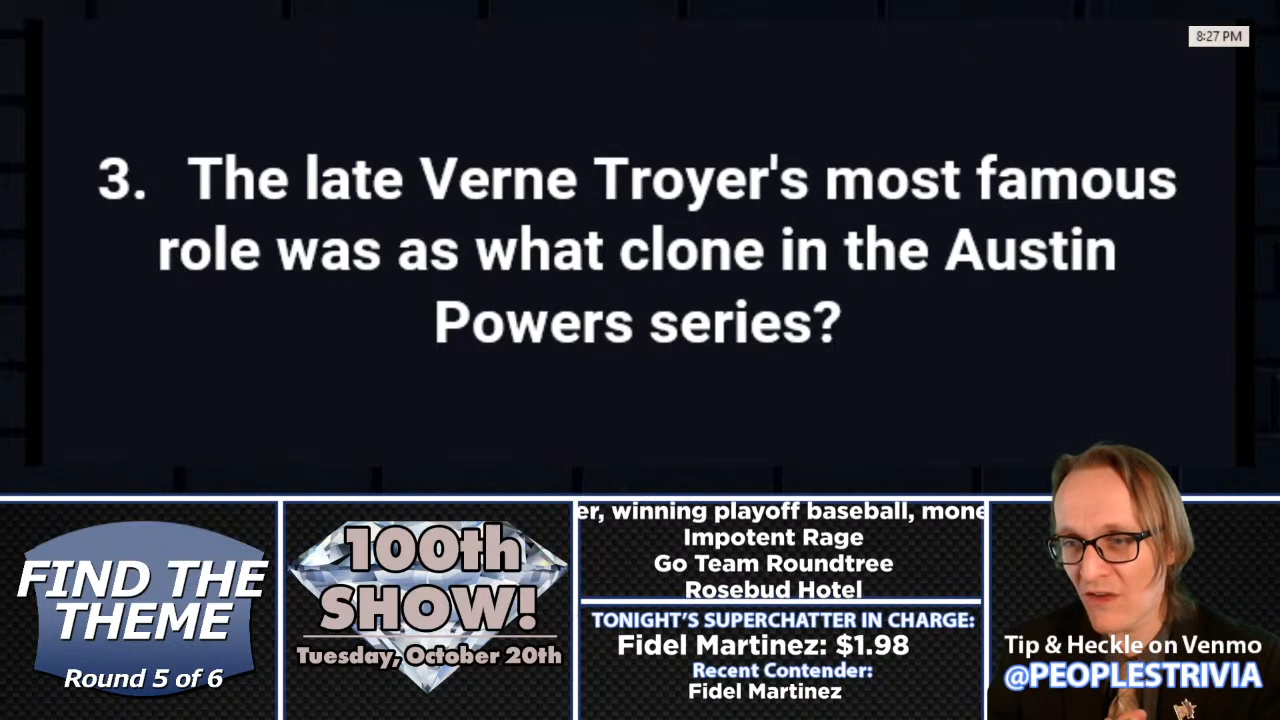 8:27 PM
3. The late Verne Troyer's most famous
role was as what clone in the Austin
Powers series?
FIND THE
THEME
Round 5 of 6
100th
SHOW!
Tuesday, October 20th
er, winning playoff baseball, mone
Impotent Rage
Go Team Roundtree
Rosebud Hotel
TONIGHT'S SUPERCHATTER IN CHARGE:
Fidel Martinez: $1.98
Recent Contender:
Fidel Martinez
Tip & Heckle on Venmo
@PEOPLESTRIVIA